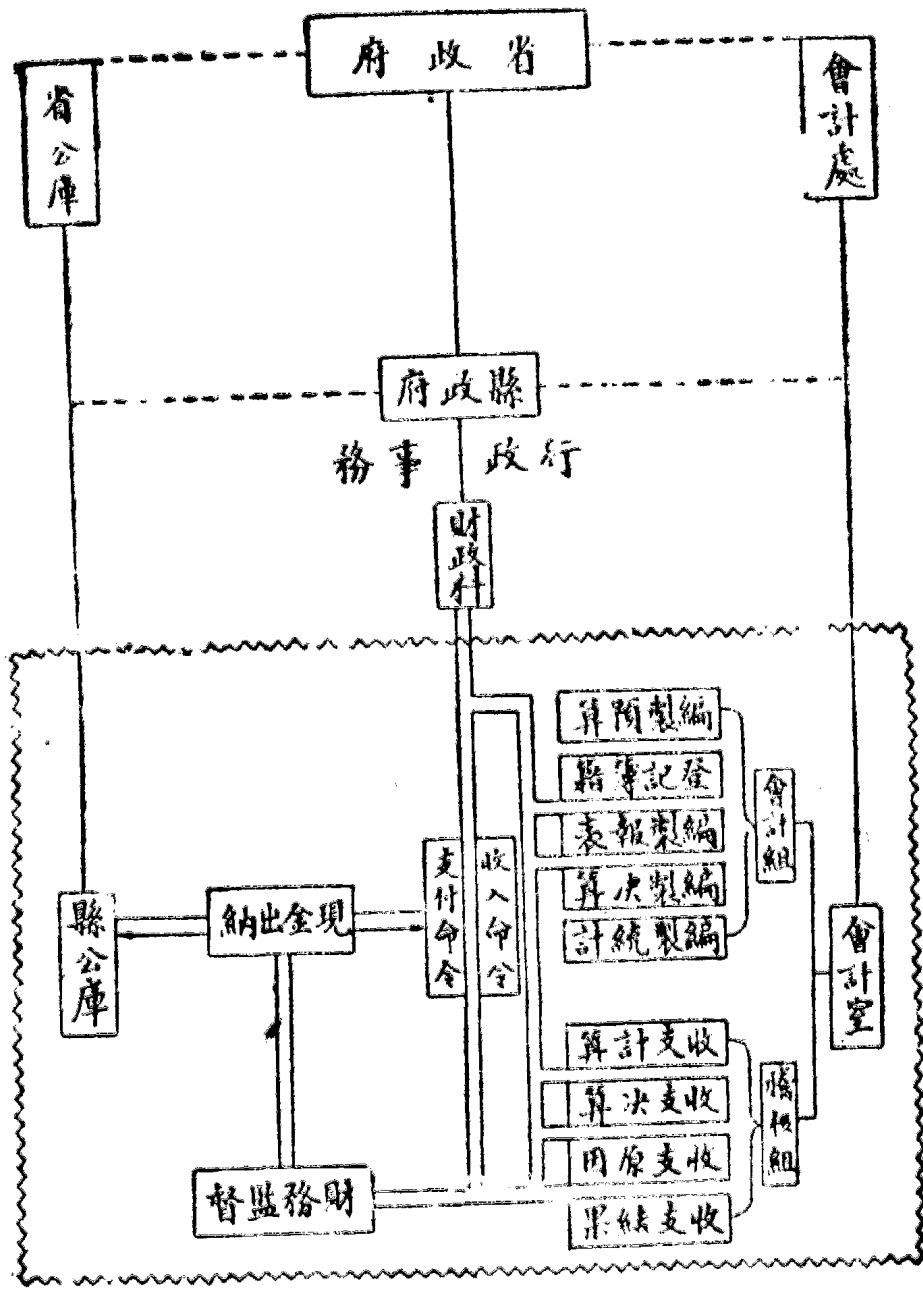 省政府
會計處
省公庫
縣政府
行政事務
財政科
編製預算
登記簿籍
編製報表
編製決算
編製統計
會計組
會計室
收入命令
支付命令
現金出納
縣公庫
收支計算
收支決算
收支原因
收支結果
稽核組
財務監督